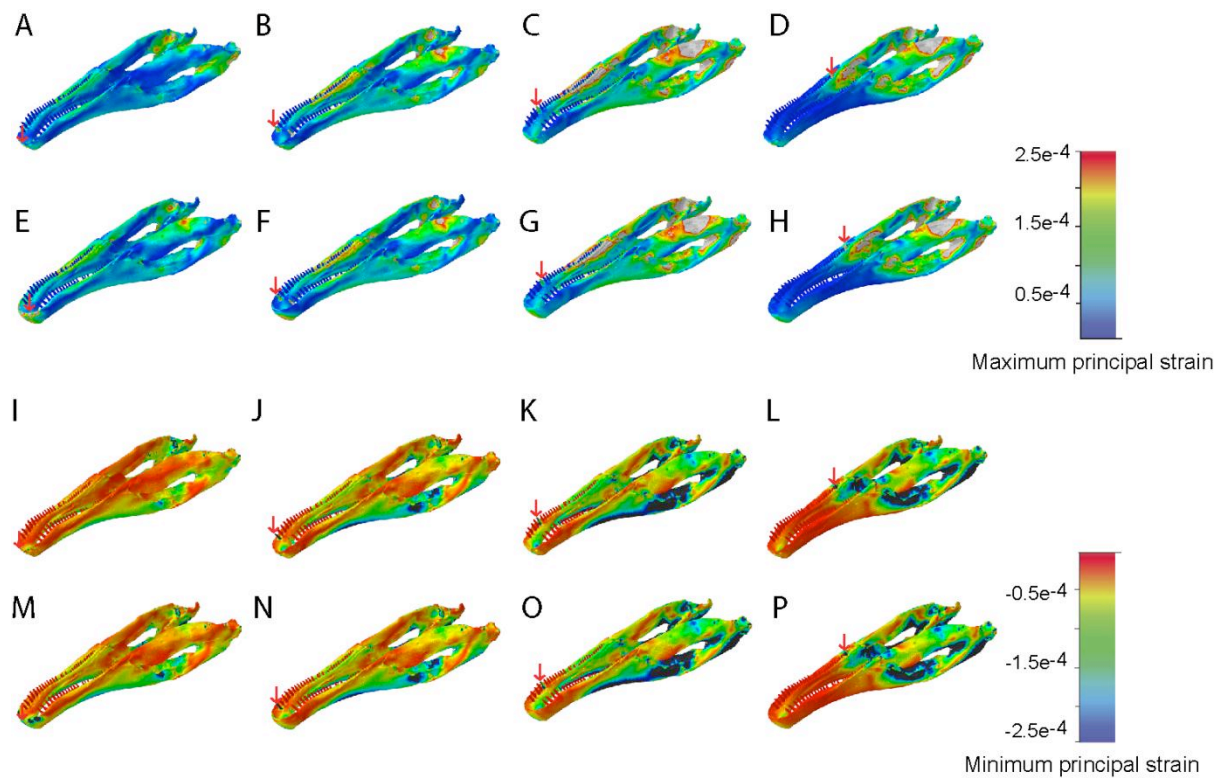 A B C D
E F G H
2.5e-4
1.5e-4
0.5e-4
Maximum principal strain
I J K L
M N O P
-0.5e-4
-1.5e-4
-2.5e-4
Minimum principal strain